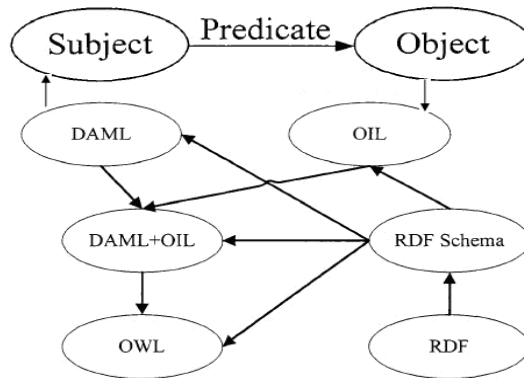 Subject
Predicate
Object
DAML
OIL
DAML+OIL
RDF Schema
OWL
RDF